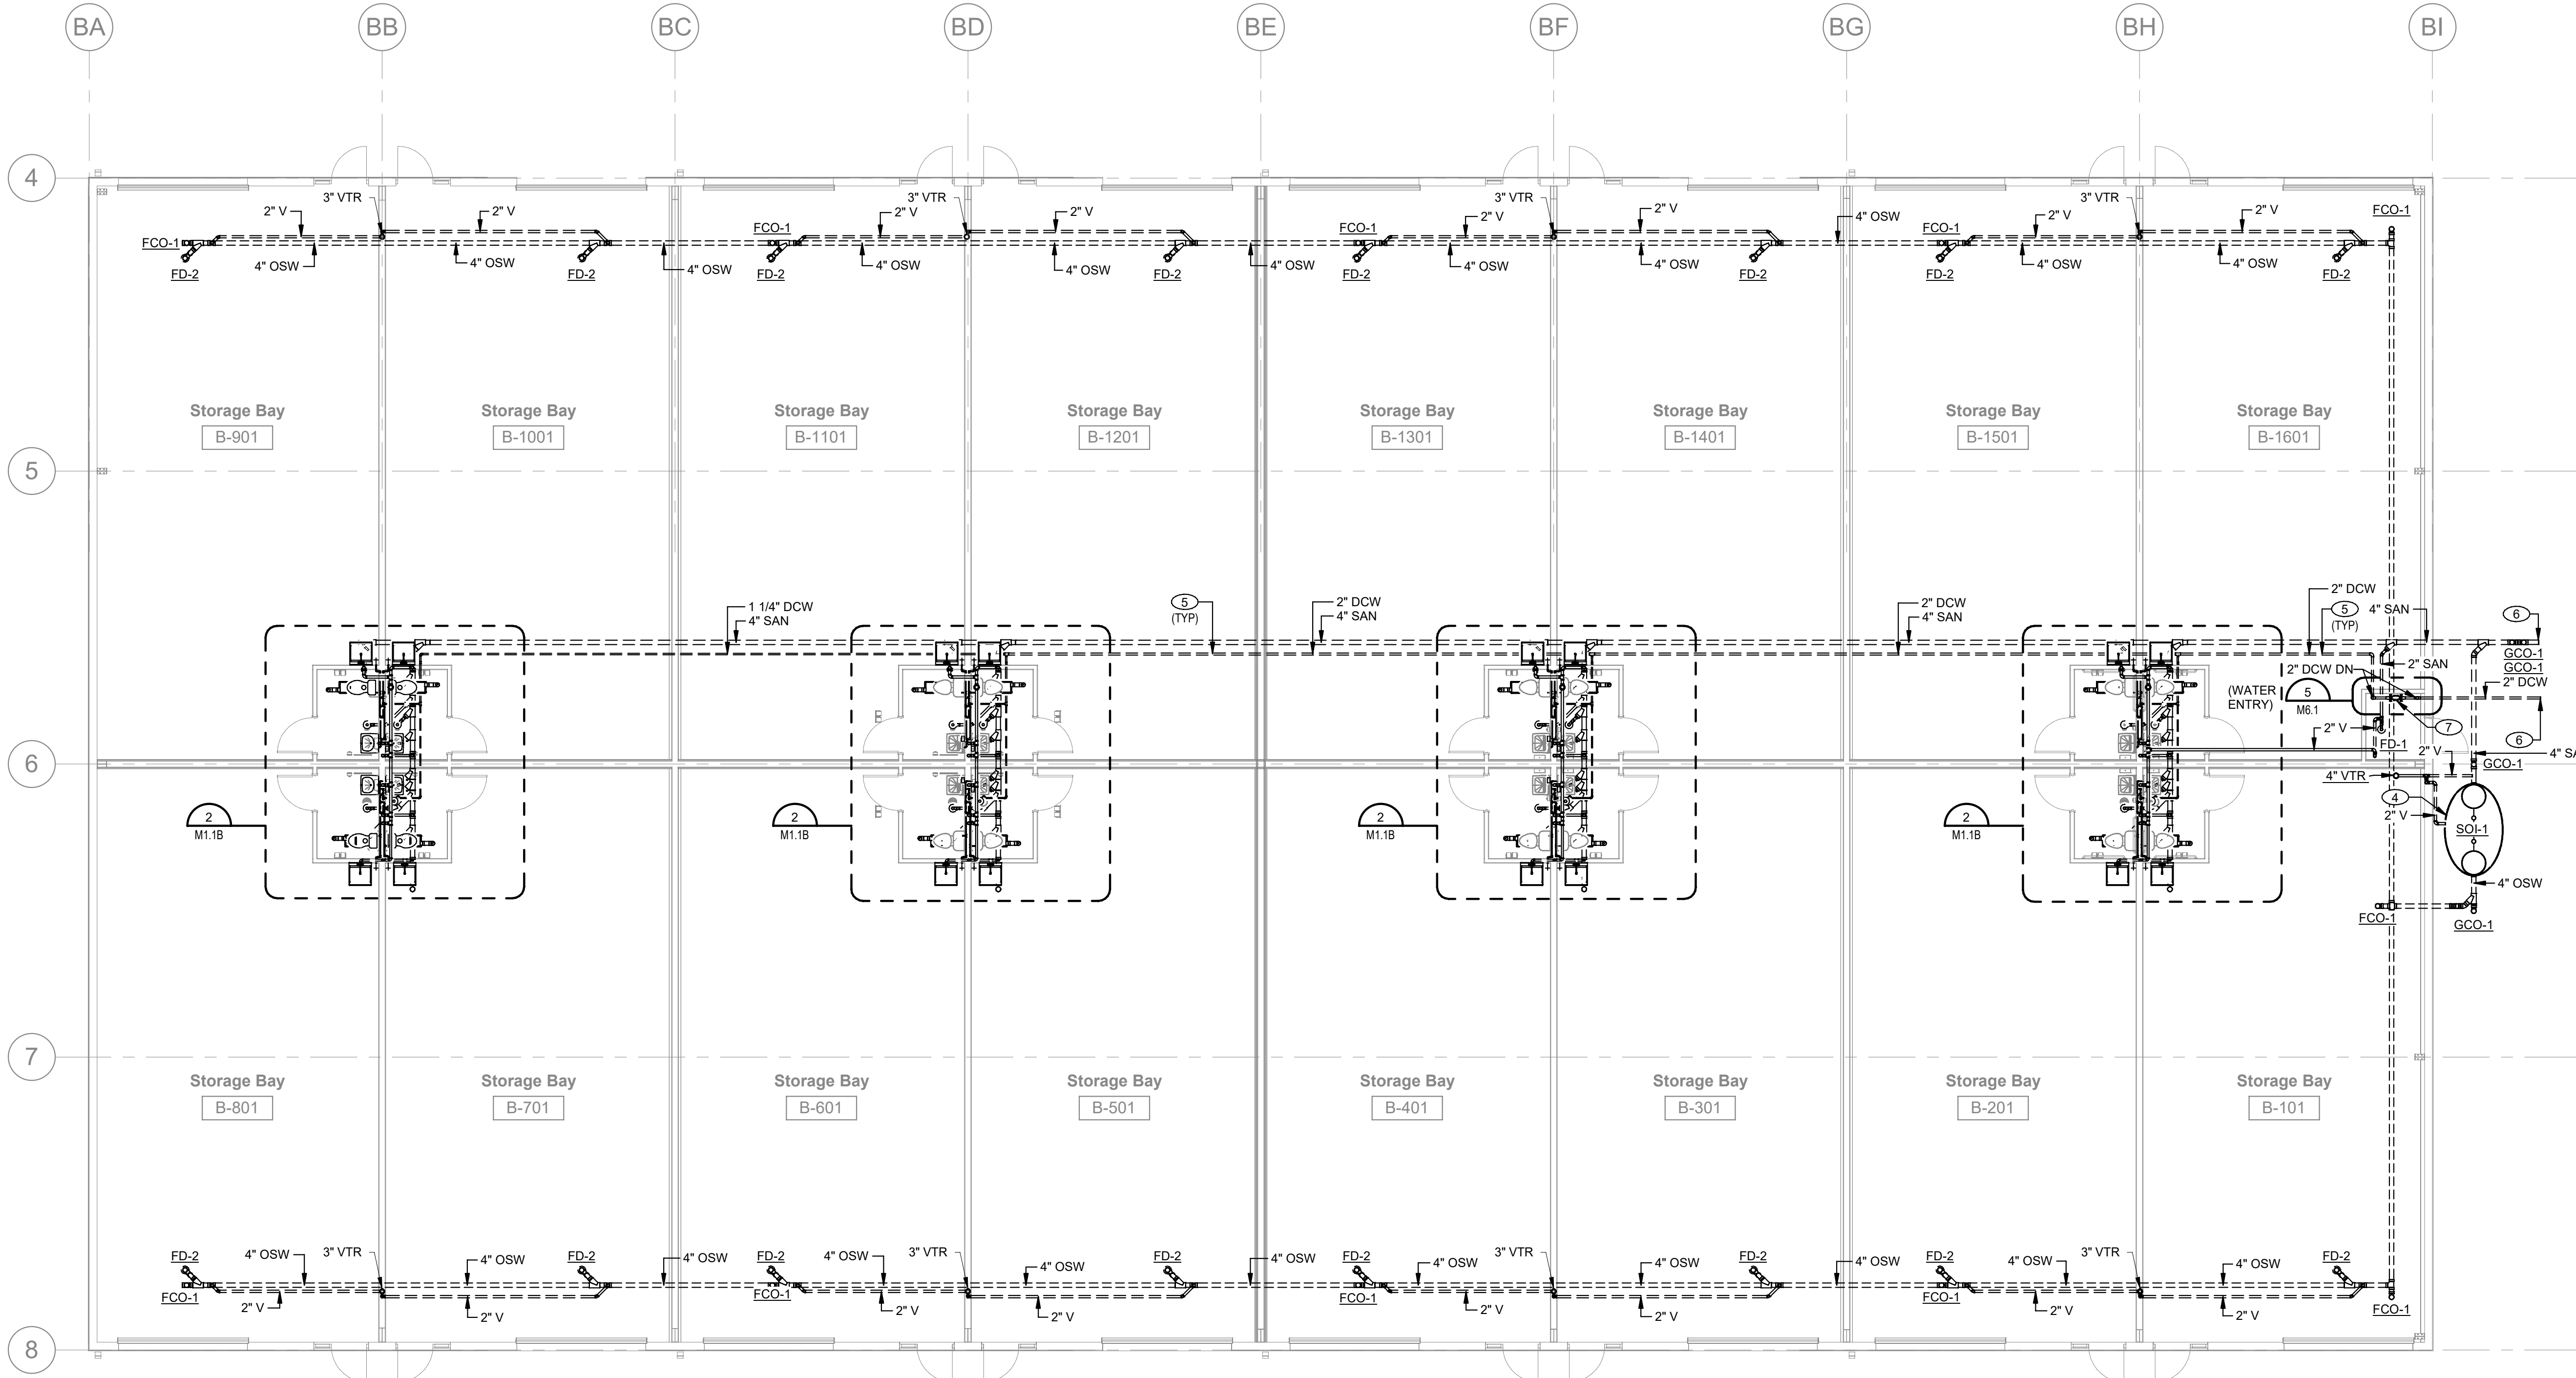 BA
BB
BC
BD
BE
BF
BG
BH
BI
4
3" VTR
3" VTR
3" VTR
3" VTR
2" V
2" V
2" V
2" V
2" V
2" V
2" V
2" V
FCO-1
FCO-1
FCO-1
FCO-1
FCO-1
4" OSW
4" OSW
4" OSW
4" OSW
4" OSW
4" OSW
4" OSW
4" OSW
4" OSW
4" OSW
4" OSW
FD-2
FD-2
FD-2
FD-2
FD-2
FD-2
FD-2
FD-2
Storage Bay
B-901
Storage Bay
B-1001
Storage Bay
B-1101
Storage Bay
B-1201
Storage Bay
B-1301
Storage Bay
B-1401
Storage Bay
B-1501
Storage Bay
B-1601
5
1 1/4" DCW
4" SAN
5
(TYP)
2" DCW
4" SAN
2" DCW
4" SAN
2" DCW
5
(TYP)
4" SAN
6
GCO-1
GCO-1
2" SAN
2" DCW DN
2" DCW
(WATER
ENTRY)
5
M6.1
7
6
2" V
FD-1
2" V
4" SA
GCO-1
6
4" VTR
4
2" V
SOI-1
2
M1.1B
2
M1.1B
2
M1.1B
2
M1.1B
4" OSW
FCO-1
GCO-1
7
Storage Bay
B-801
Storage Bay
B-701
Storage Bay
B-601
Storage Bay
B-501
Storage Bay
B-401
Storage Bay
B-301
Storage Bay
B-201
Storage Bay
B-101
FD-2
4" OSW
3" VTR
4" OSW
FD-2
4" OSW
FD-2
4" OSW
3" VTR
4" OSW
FD-2
4" OSW
FD-2
4" OSW
3" VTR
4" OSW
FD-2
4" OSW
FD-2
4" OSW
3" VTR
4" OSW
FD-2
FCO-1
2" V
2" V
FCO-1
2" V
2" V
FCO-1
2" V
2" V
FCO-1
2" V
2" V
FCO-1
8